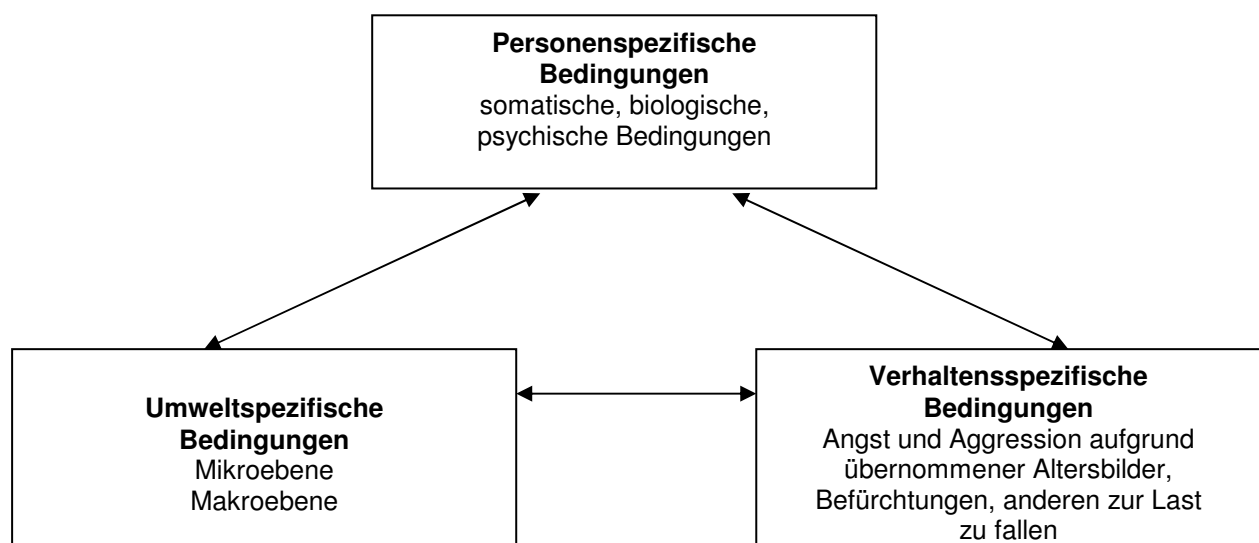 Personenspezifische
Bedingungen
somatische, biologische,
psychische Bedingungen
Umweltspezifische
Bedingungen
Mikroebene
Makroebene
Verhaltensspezifische
Bedingungen
Angst und Aggression aufgrund
übernommener Altersbilder,
Befürchtungen, anderen zur Last
zu fallen